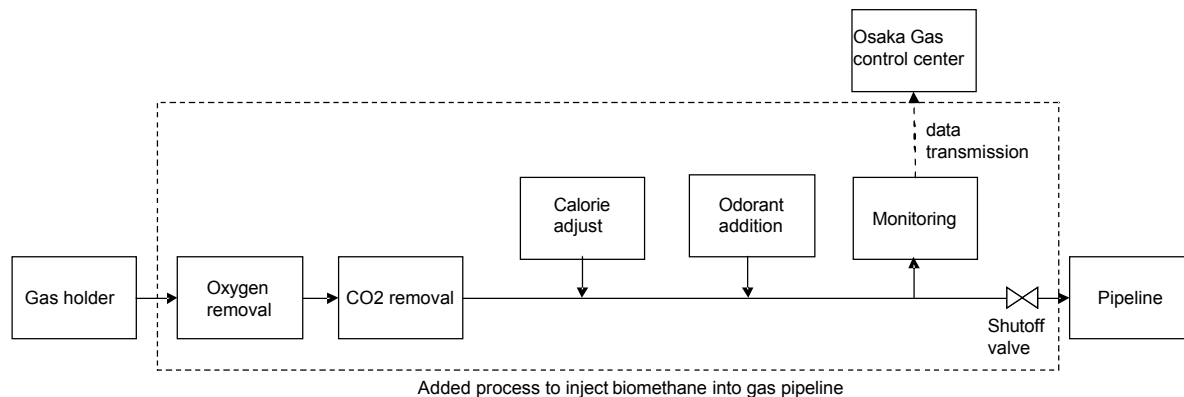 Osaka Gas
control center
data
transmission
Calorie
adjust
Odorant
addition
Monitoring
Gas holder
Oxygen
removal
CO2 removal
Shutoff
valve
Pipeline
Added process to inject biomethane into gas pipeline